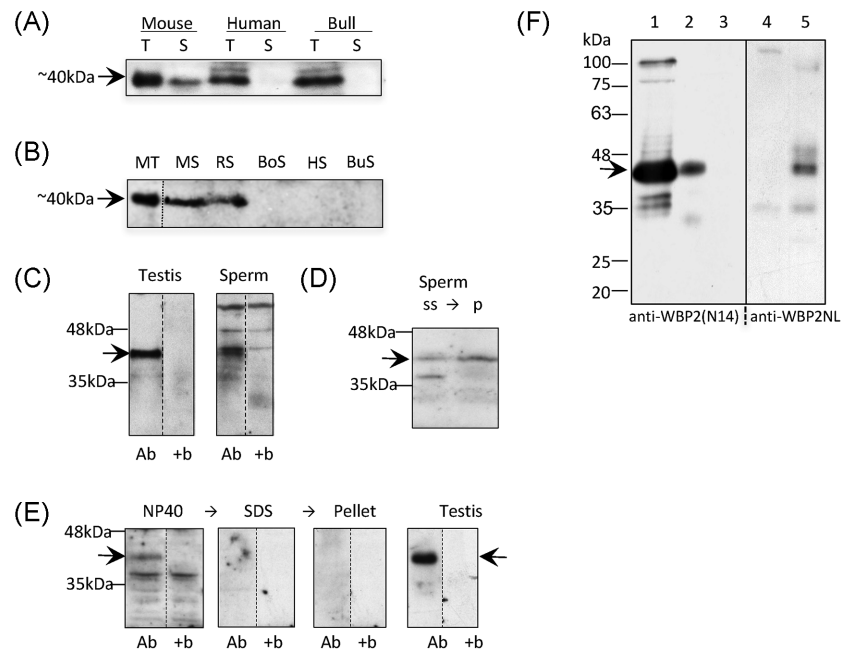 (A)
Mouse Human Bull
T S T S T S
~40kDa
(B)
MT MS RS BoS HS BuS
~40kDa
(C)
Testis Sperm
48kDa
35kDa
Ab +b Ab +b
(D)
Sperm
ss → p
48kDa
35kDa
(E)
NP40 → SDS → Pellet Testis
48kDa
35kDa
Ab +b Ab +b Ab +b Ab +b
(F)
1 2 3 4 5
kDa
100
75
63
48
35
25
20
anti-WBP2(N14) anti-WBP2NL